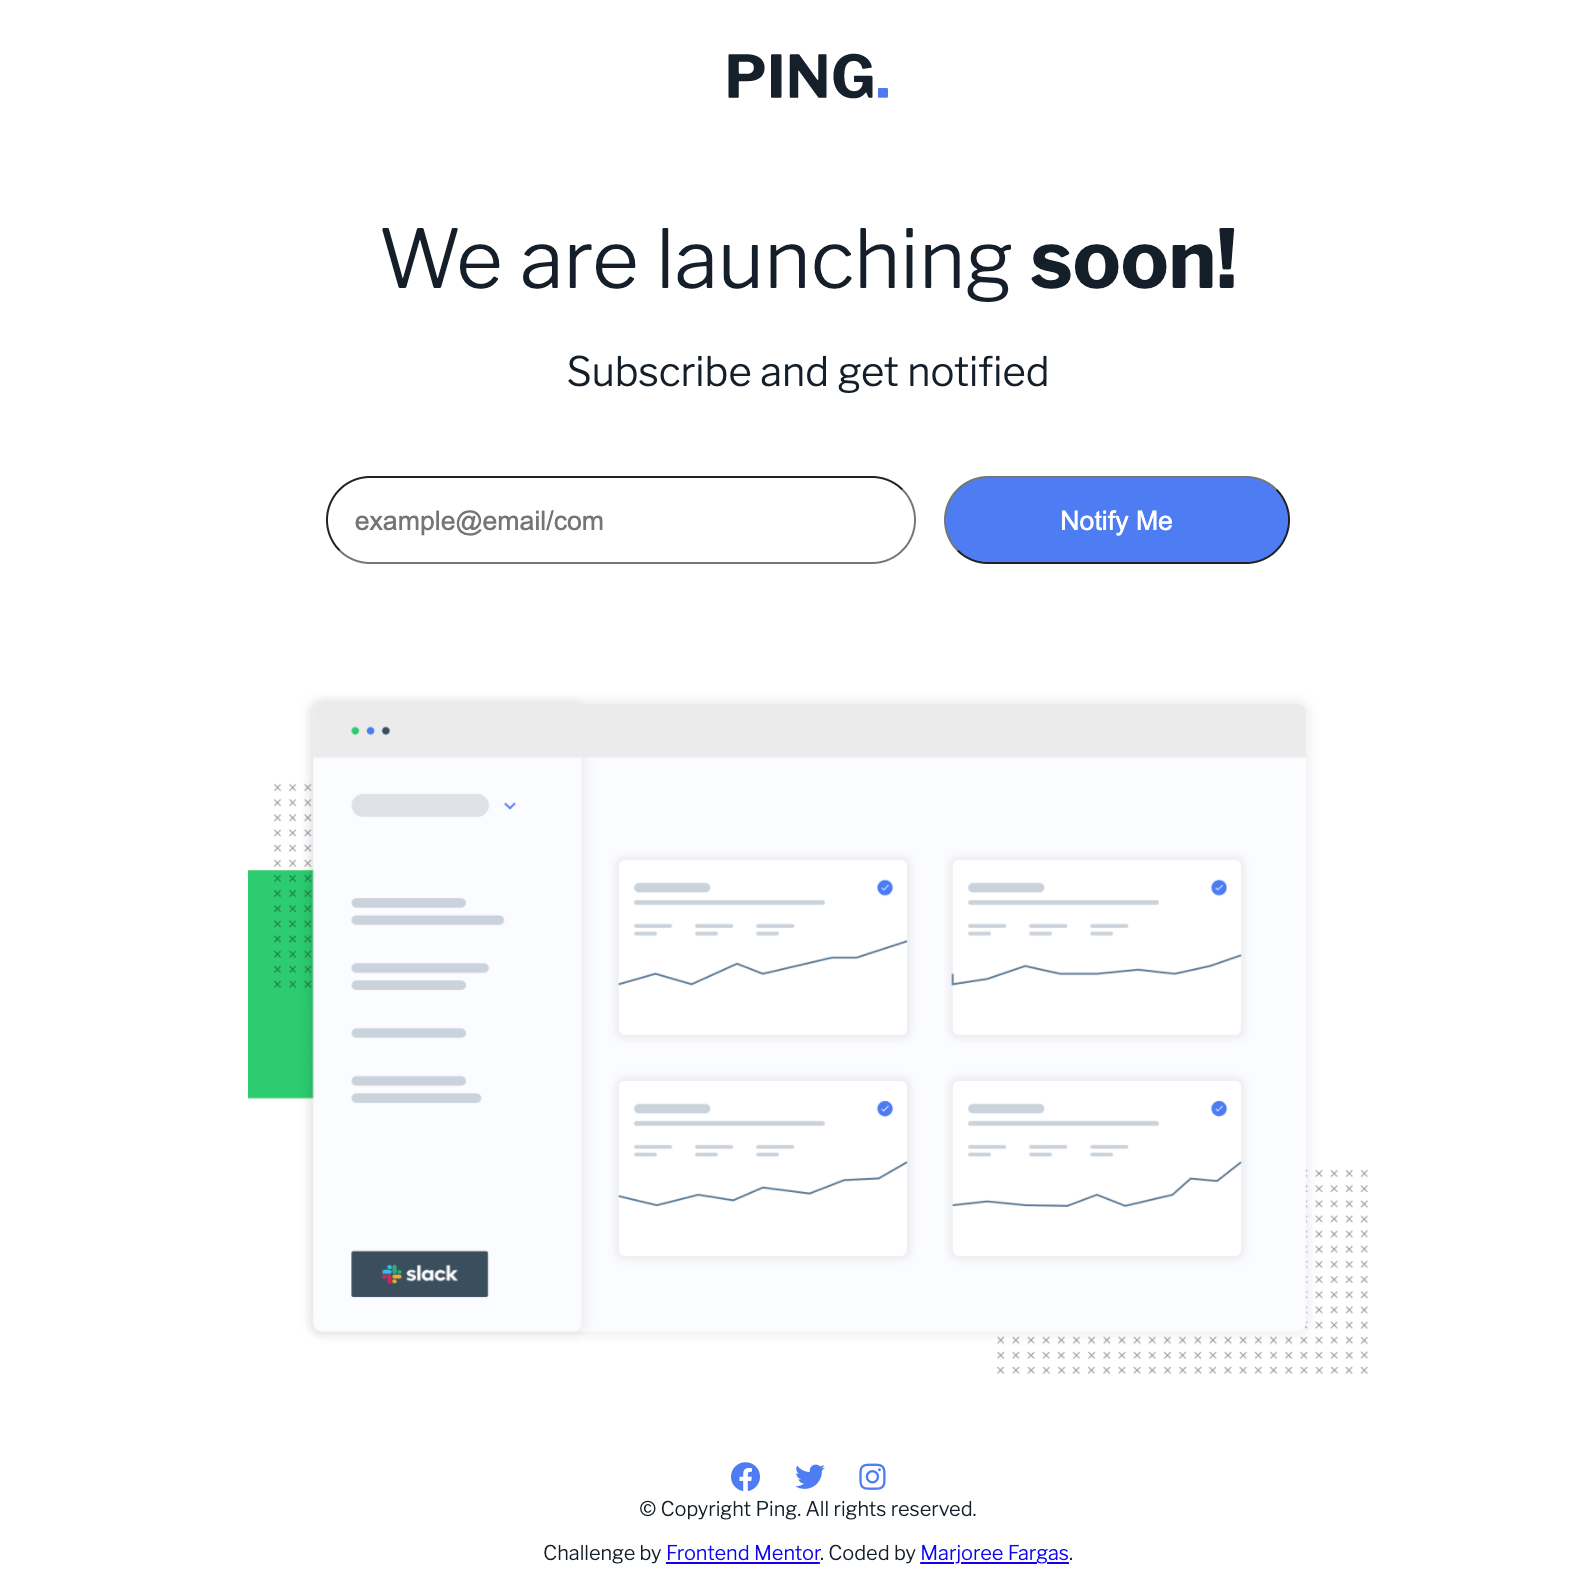 PING.
We are launching soon!
Subscribe and get notified
example@email/com
Notify Me
slack
© Copyright Ping. All rights reserved.
Challenge by Frontend Mentor. Coded by Marjoree Fargas.